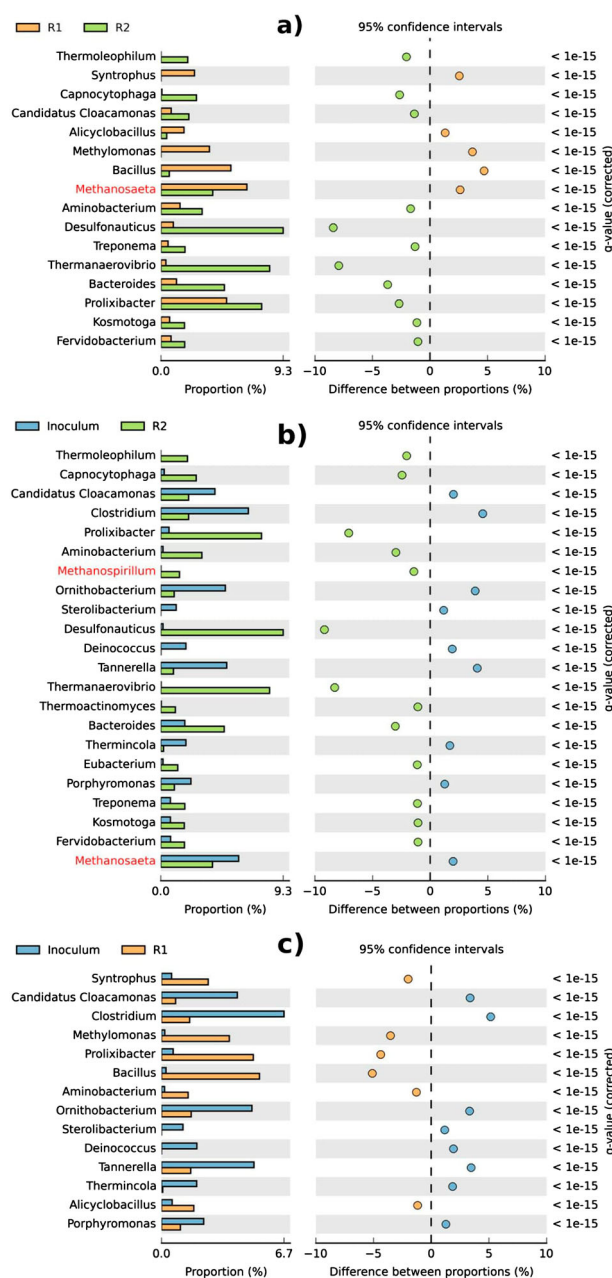 a)
R1 R2 95% confidence intervals
Thermoleophilum < 1e-15
Syntrophus < 1e-15
Capnocytophaga < 1e-15
Candidatus Cloacamonas < 1e-15
Alicyclobacillus < 1e-15
Methylomonas < 1e-15
Bacillus < 1e-15
Methanosaeta < 1e-15
Aminobacterium < 1e-15
Desulfonauticus < 1e-15
Treponema < 1e-15
Thermanaerovibrio < 1e-15
Bacteroides < 1e-15
Prolixibacter < 1e-15
Kosmotoga < 1e-15
Fervidobacterium < 1e-15
q-value (corrected)
0.0 9.3 −10 −5 0 5 10
Proportion (%) Difference between proportions (%)
b)
Inoculum R2 95% confidence intervals
Thermoleophilum < 1e-15
Capnocytophaga < 1e-15
Candidatus Cloacamonas < 1e-15
Clostridium < 1e-15
Prolixibacter < 1e-15
Aminobacterium < 1e-15
Methanospirillum < 1e-15
Ornithobacterium < 1e-15
Sterolibacterium < 1e-15
Desulfonauticus < 1e-15
Deinococcus < 1e-15
Tannerella < 1e-15
Thermanaerovibrio < 1e-15
Thermoactinomyces < 1e-15
Bacteroides < 1e-15
Thermincola < 1e-15
Eubacterium < 1e-15
Porphyromonas < 1e-15
Treponema < 1e-15
Kosmotoga < 1e-15
Fervidobacterium < 1e-15
Methanosaeta < 1e-15
q-value (corrected)
0.0 9.3 −10 −5 0 5 10
Proportion (%) Difference between proportions (%)
c)
Inoculum R1 95% confidence intervals
Syntrophus < 1e-15
Candidatus Cloacamonas < 1e-15
Clostridium < 1e-15
Methylomonas < 1e-15
Prolixibacter < 1e-15
Bacillus < 1e-15
Aminobacterium < 1e-15
Ornithobacterium < 1e-15
Sterolibacterium < 1e-15
Deinococcus < 1e-15
Tannerella < 1e-15
Thermincola < 1e-15
Alicyclobacillus < 1e-15
Porphyromonas < 1e-15
q-value (corrected)
0.0 6.7 −10 −5 0 5 10
Proportion (%) Difference between proportions (%)